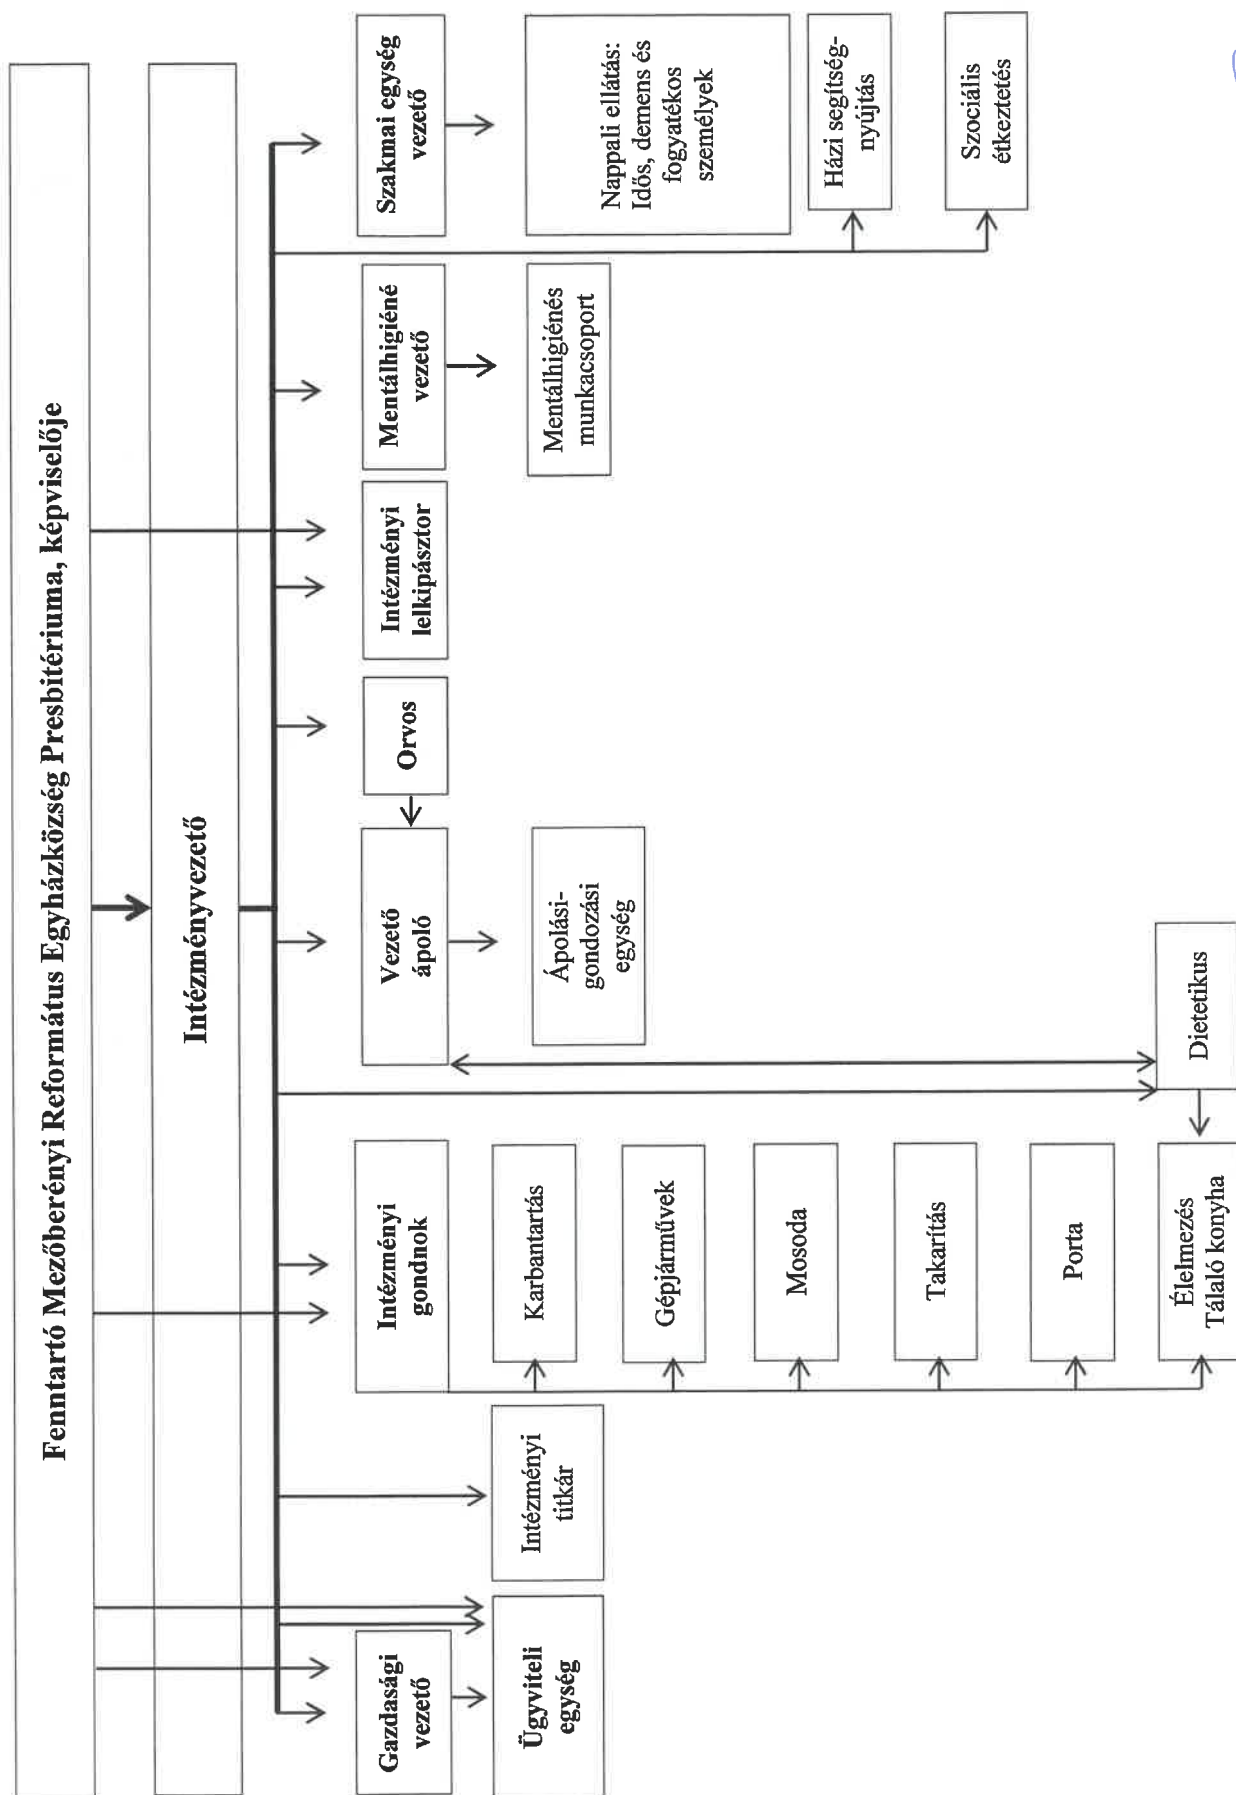 Fenntartó Mezőberényi Református Egyházközség Presbitériuma, képviselője
Intézményvezető
Gazdasági
vezető
Ügyviteli
egység
Intézményi
titkár
Intézményi
gondnok
Karbantartás
Gépjárművek
Mosoda
Takarítás
Porta
Élelmezés
Tálaló konyha
Dietetikus
Vezető
ápoló
Ápolási-
gondozási
egység
Orvos
Intézményi
lelkipásztor
Mentálhigiéné
vezető
Mentálhigiénés
munkacsoport
Szakmai egység
vezető
Nappali ellátás:
Idős, demens és
fogyatékos
személyek
Házi segítség-
nyújtás
Szociális
étkeztetés